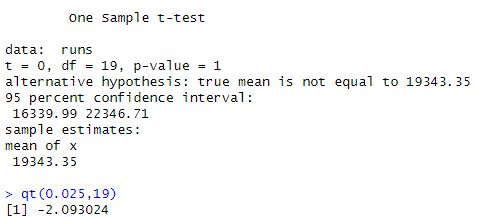 One Sample t-test
data:  runs
t = 0, df = 19, p-value = 1
alternative hypothesis: true mean is not equal to 19343.35
95 percent confidence interval:
 16339.99 22346.71
sample estimates:
mean of x
 19343.35
> qt(0.025,19)
[1] -2.093024